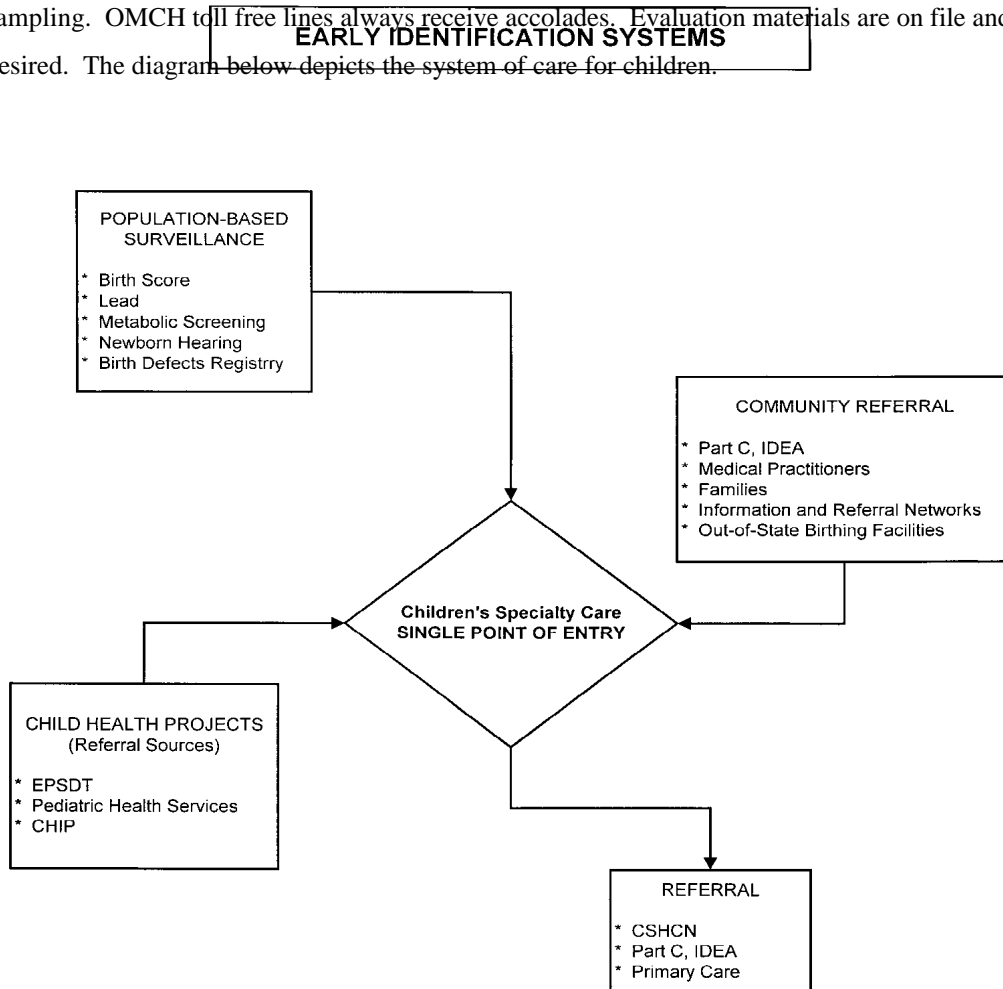 ampling. OMCH toll free lines always receive accolades. Evaluation materials are on file and
EARLY IDENTIFICATION SYSTEMS
esired. The diagram below depicts the system of care for children.
POPULATION-BASED
SURVEILLANCE
* Birth Score
* Lead
* Metabolic Screening
* Newborn Hearing
* Birth Defects Registrry
COMMUNITY REFERRAL
* Part C, IDEA
* Medical Practitioners
* Families
* Information and Referral Networks
* Out-of-State Birthing Facilities
Children's Specialty Care
SINGLE POINT OF ENTRY
CHILD HEALTH PROJECTS
(Referral Sources)
* EPSDT
* Pediatric Health Services
* CHIP
REFERRAL
* CSHCN
* Part C, IDEA
* Primary Care